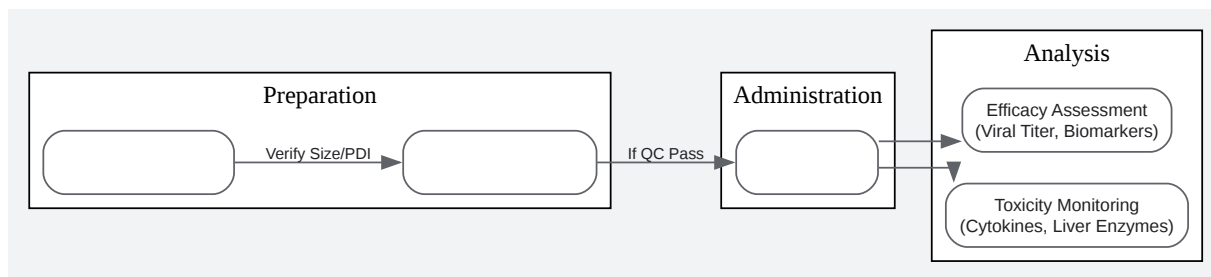 Preparation
Verify Size/PDI
If QC Pass
Administration
Analysis
Efficacy Assessment
(Viral Titer, Biomarkers)
Toxicity Monitoring
(Cytokines, Liver Enzymes)